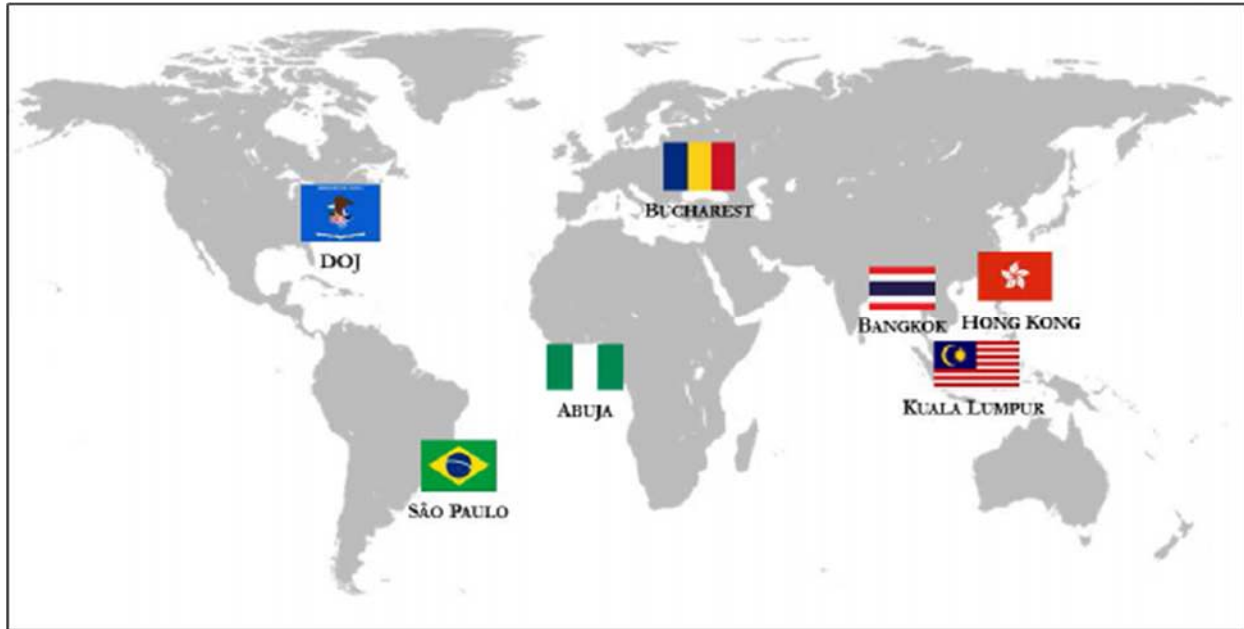 BUCHAREST
DOJ
BANGKOK
HONG KONG
ABUJA
KUALA LUMPUR
SÃO PAULO